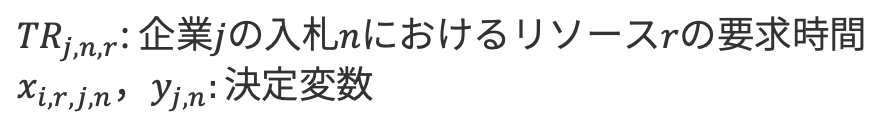 TR_{j,n,r}: 企業jの入札nにおけるリソースrの要求時間
x_{i,r,j,n}, y_{j,n}: 決定変数